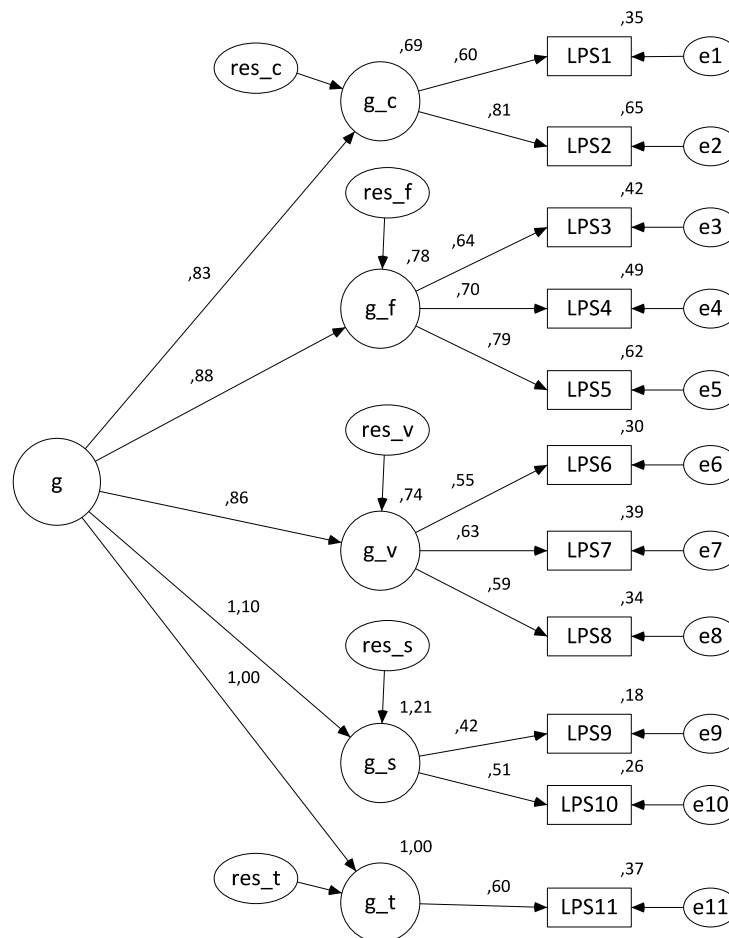 ,35
,69
,60
res_c
LPS1
e1
g_c
,81
,65
LPS2
e2
res_f
,42
,64
LPS3
e3
,78
,83
,49
,70
g_f
LPS4
e4
,79
,62
,88
LPS5
e5
res_v
,30
,55
LPS6
e6
g
,74
,86
,63
,39
g_v
LPS7
e7
,59
,34
LPS8
e8
1,10
res_s
1,00
,18
1,21
,42
LPS9
e9
g_s
,51
,26
LPS10
e10
1,00
,37
res_t
,60
g_t
LPS11
e11